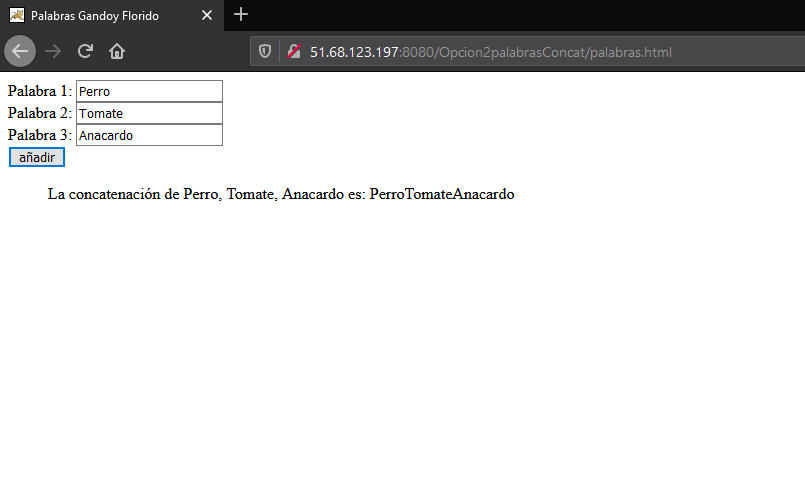 Palabras Gandoy Florido
51.68.123.197:8080/Opcion2palabrasConcat/palabras.html
Palabra 1: Perro
Palabra 2: Tomate
Palabra 3: Anacardo
añadir
La concatenación de Perro, Tomate, Anacardo es: PerroTomateAnacardo